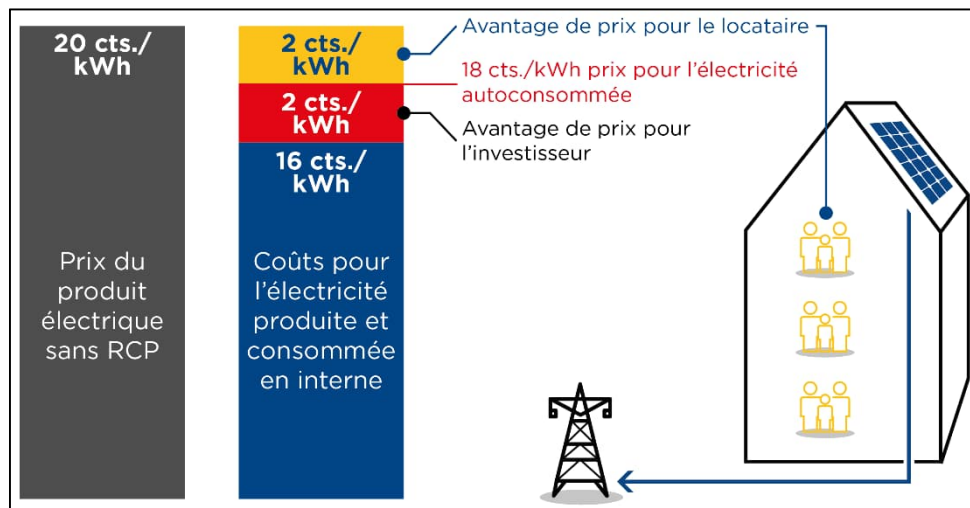 20 cts./
kWh
Prix du
produit
électrique
sans RCP
2 cts./
kWh
2 cts./
kWh
16 cts./
kWh
Coûts pour
l'électricité
produite et
consommée
en interne
Avantage de prix pour le locataire
18 cts./kWh prix pour l'électricité
autoconsommée
Avantage de prix pour
l'investisseur